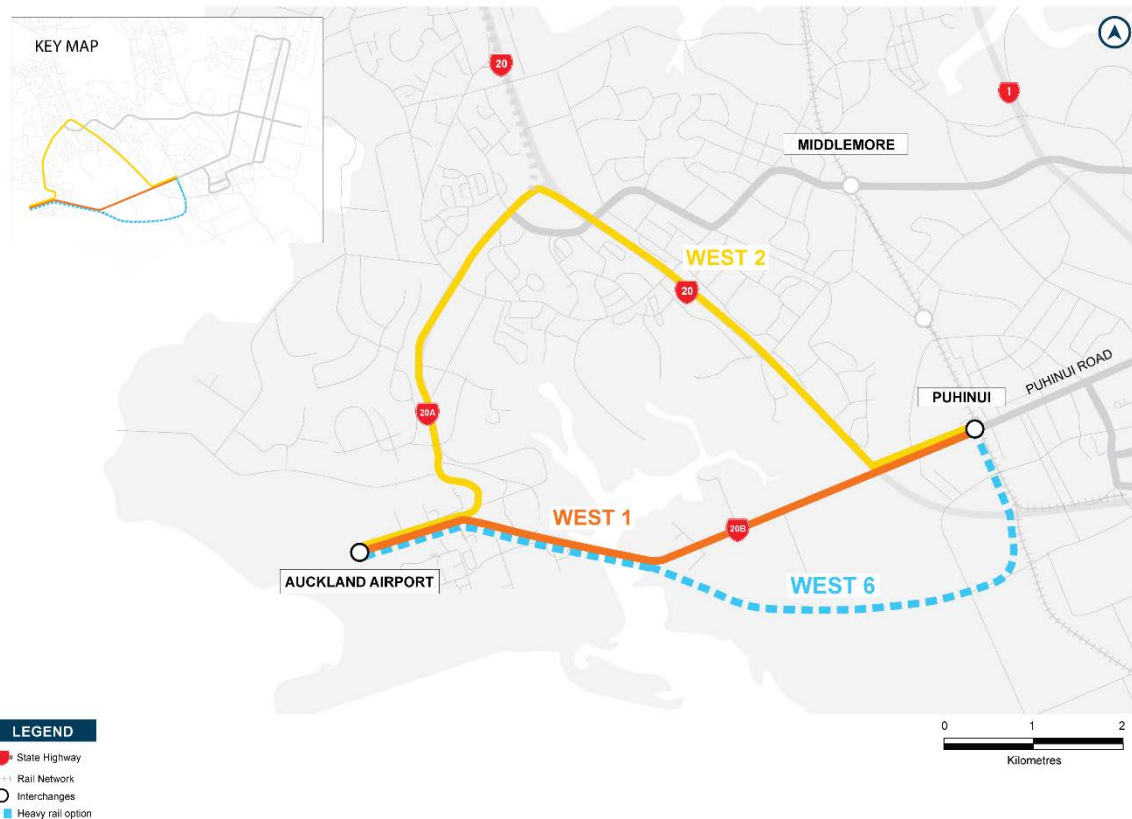 KEY MAP
20
1
MIDDLEMORE
WEST 2
20
PUHINUI ROAD
PUHINUI
20A
WEST 1
20B
AUCKLAND AIRPORT
WEST 6
LEGEND
State Highway
Rail Network
Interchanges
Heavy rail option
0 1 2
Kilometres